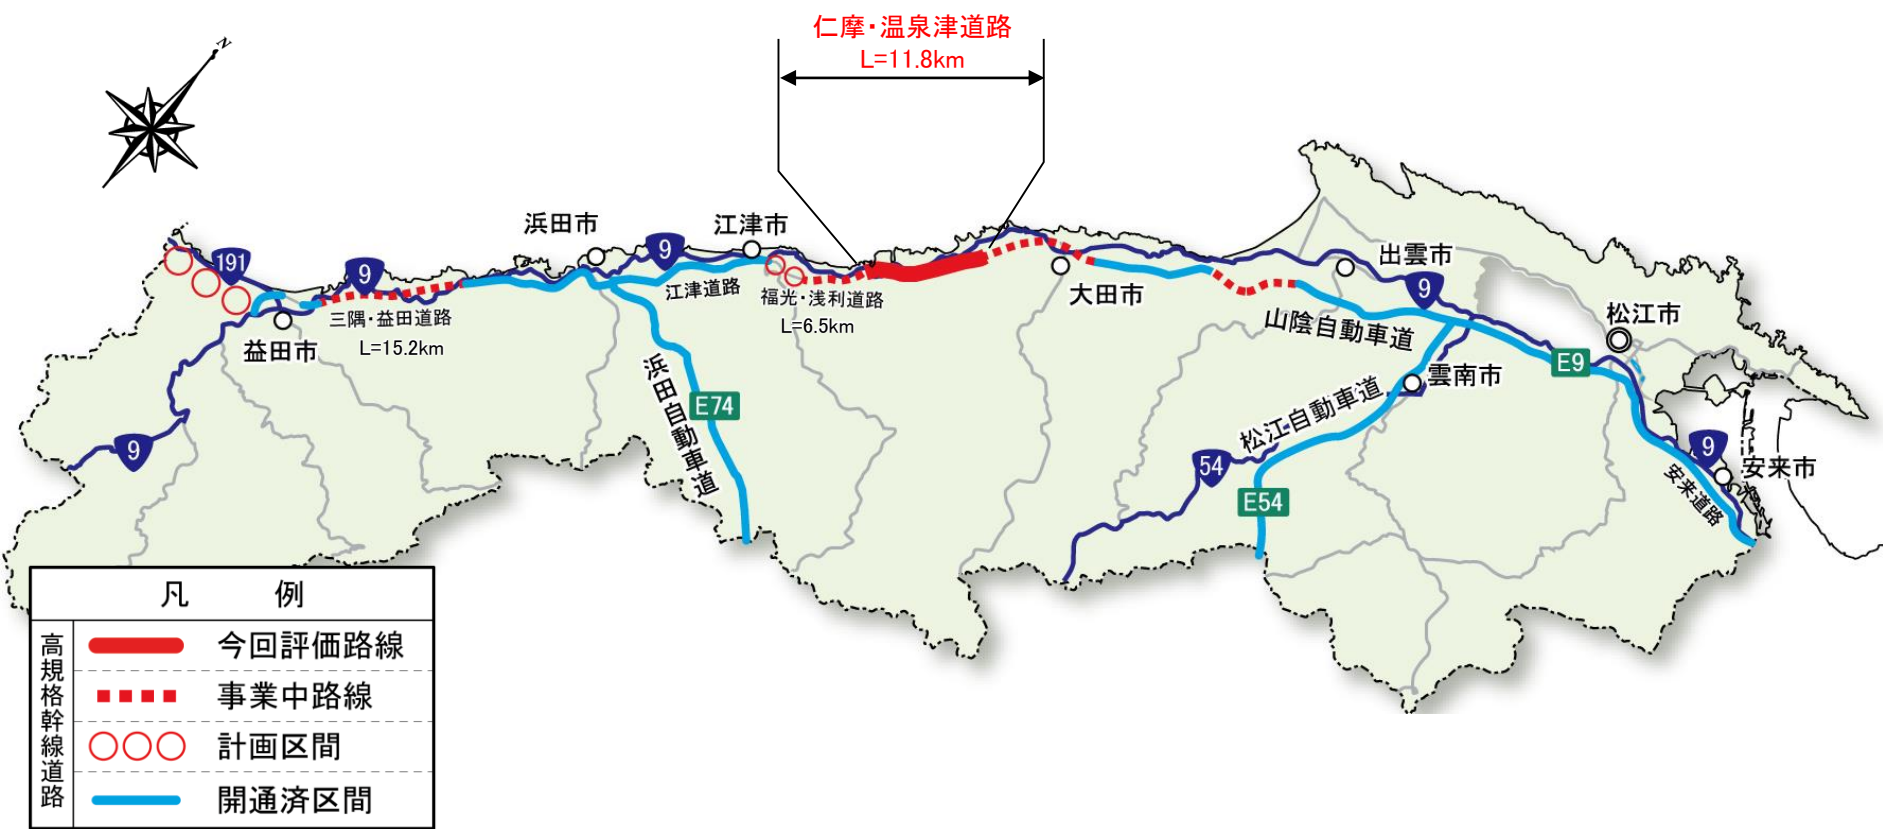 仁摩・温泉津道路
L=11.8km
N
浜田市
江津市
191
9
9
江津道路
福光・浅利道路
L=6.5km
三隅・益田道路
L=15.2km
益田市
9
浜田自動車道
E74
大田市
出雲市
9
山陰自動車道
松江市
E9
雲南市
松江自動車道
54
E54
9
安来市
安来道路
凡 例
高規格幹線道路
今回評価路線
事業中路線
計画区間
開通済区間